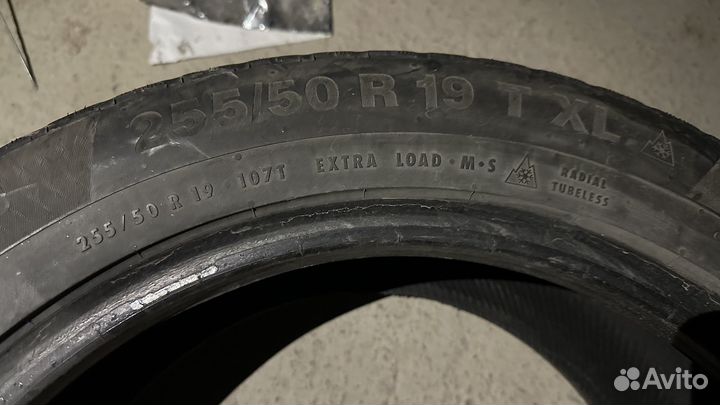 255/50 R 19 T XL
255/50 R 19 107T EXTRA LOAD·M·S
RADIAL
TUBELESS
Avito